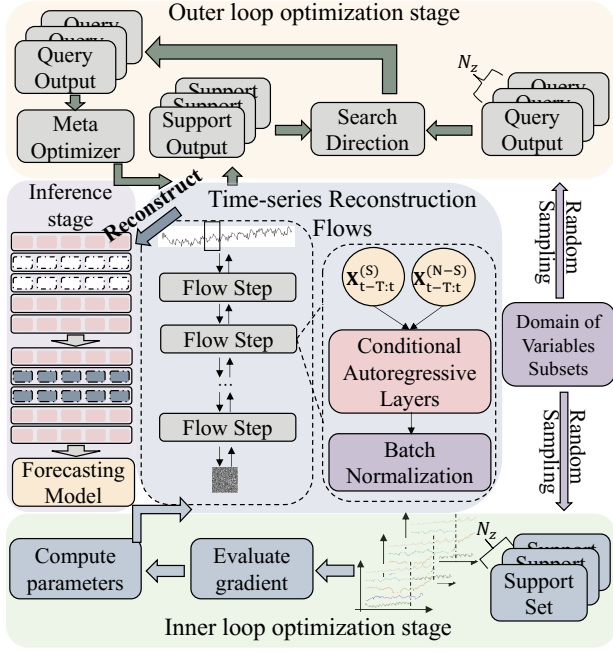 Outer loop optimization stage
Query
Query
Query
Output
Meta
Optimizer
Support
Support
Support
Output
Search
Direction
N_z
Query
Query
Query
Output
Inference
stage
Reconstruct
Time-series Reconstruction
Flows
Flow Step
Flow Step
...
Flow Step
X^{(S)}_{t−T:t}
X^{(N−S)}_{t−T:t}
Conditional
Autoregressive
Layers
Batch
Normalization
Random
Sampling
Domain of
Variables
Subsets
Random
Sampling
Forecasting
Model
Compute
parameters
Evaluate
gradient
N_z
Support
Support
Support
Set
Inner loop optimization stage